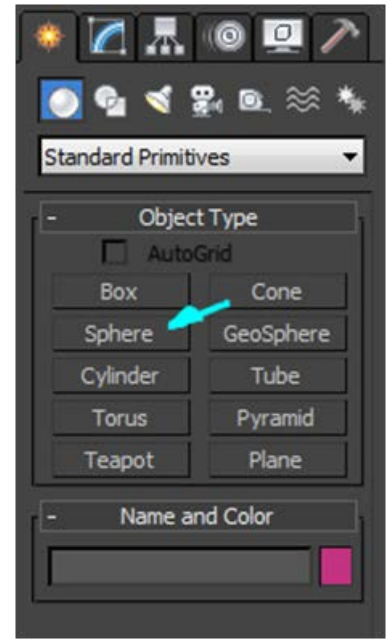 Standard Primitives
- Object Type
AutoGrid
Box Cone
Sphere GeoSphere
Cylinder Tube
Torus Pyramid
Teapot Plane
- Name and Color